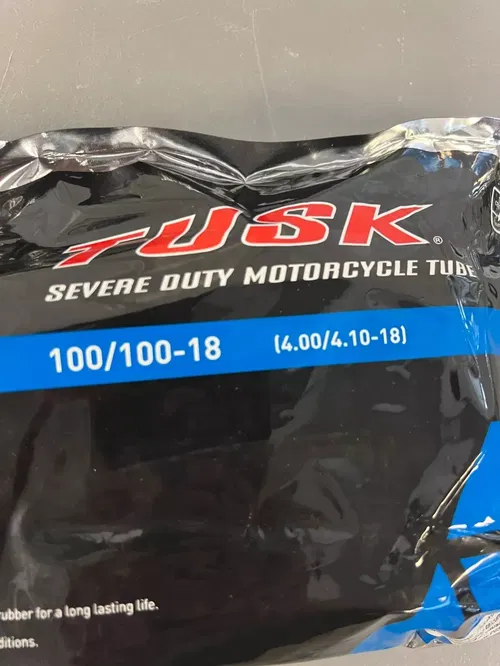 TUSK®
SEVERE DUTY MOTORCYCLE TUBE
100/100-18 (4.00/4.10-18)
rubber for a long lasting life.
ditions.